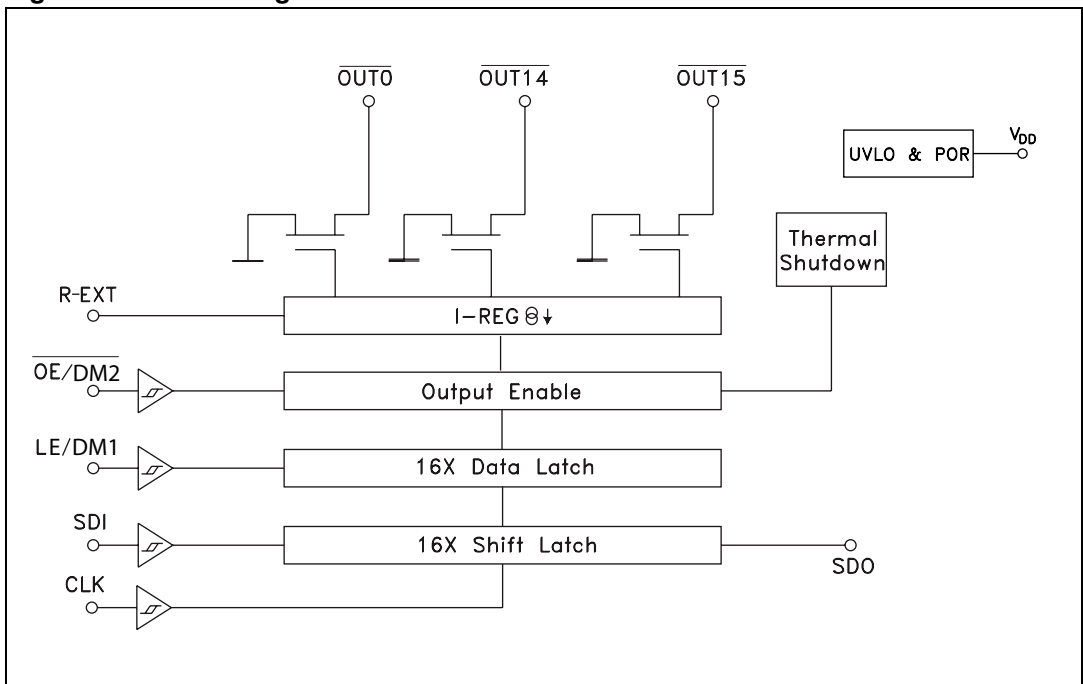 OUT0 OUT14 OUT15
VDD
UVLO & POR
Thermal
Shutdown
R-EXT
I-REG
OE/DM2
Output Enable
LE/DM1
16X Data Latch
SDI
16X Shift Latch
SDO
CLK